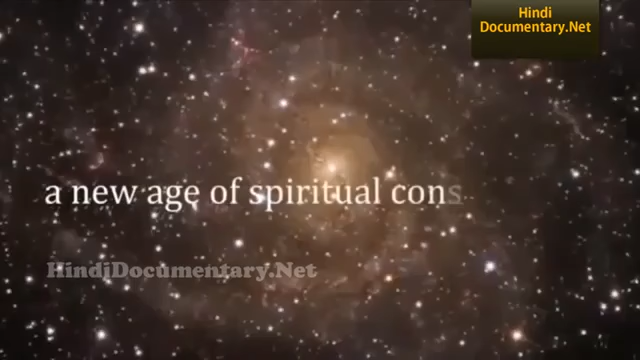 Hindi
Documentary.Net
a new age of spiritual cons
HindiDocumentary.Net